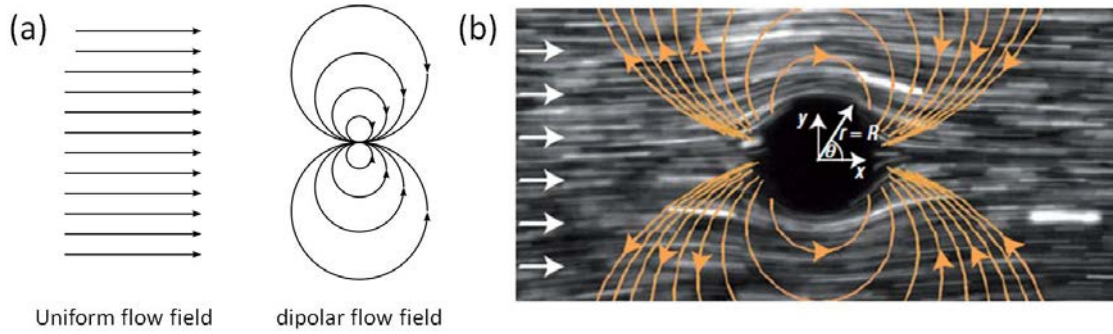 (a)
(b)
y
r = R
θ
x
Uniform flow field
dipolar flow field